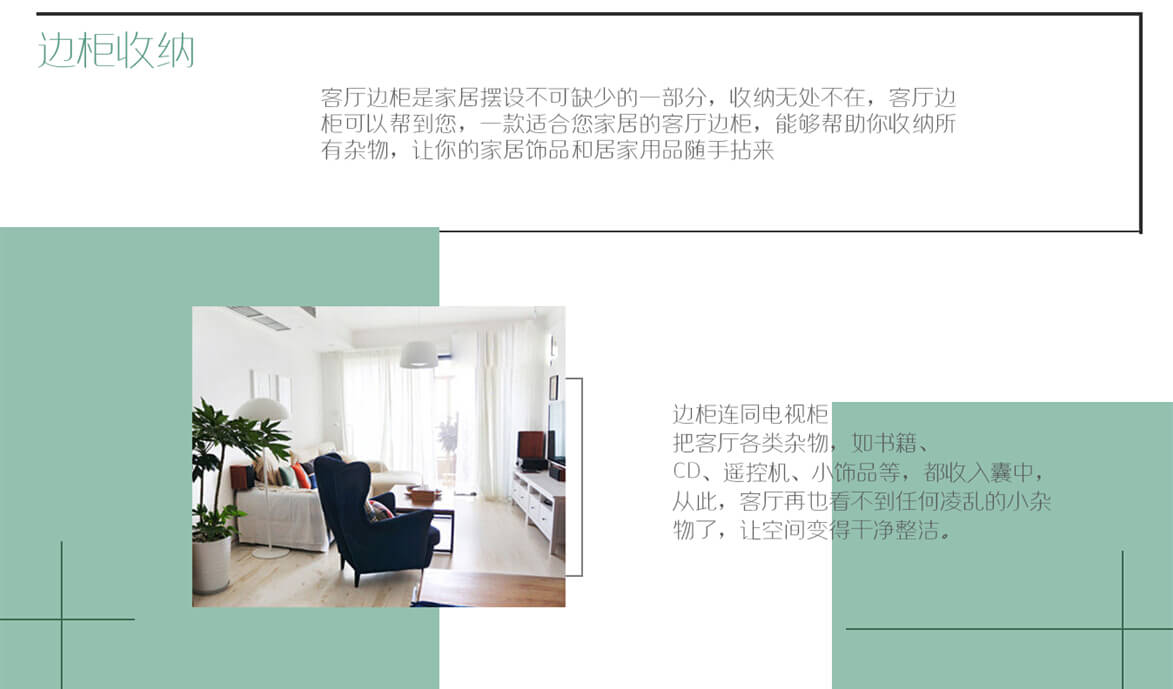 边柜收纳
客厅边柜是家居摆设不可缺少的一部分，收纳无处不在，客厅边
柜可以帮到您，一款适合您家居的客厅边柜，能够帮助你收纳所
有杂物，让你的家居饰品和居家用品随手拈来
边柜连同电视柜
把客厅各类杂物，如书籍、
CD、遥控机、小饰品等，都收入囊中，
从此，客厅再也看不到任何凌乱的小杂
物了，让空间变得干净整洁。